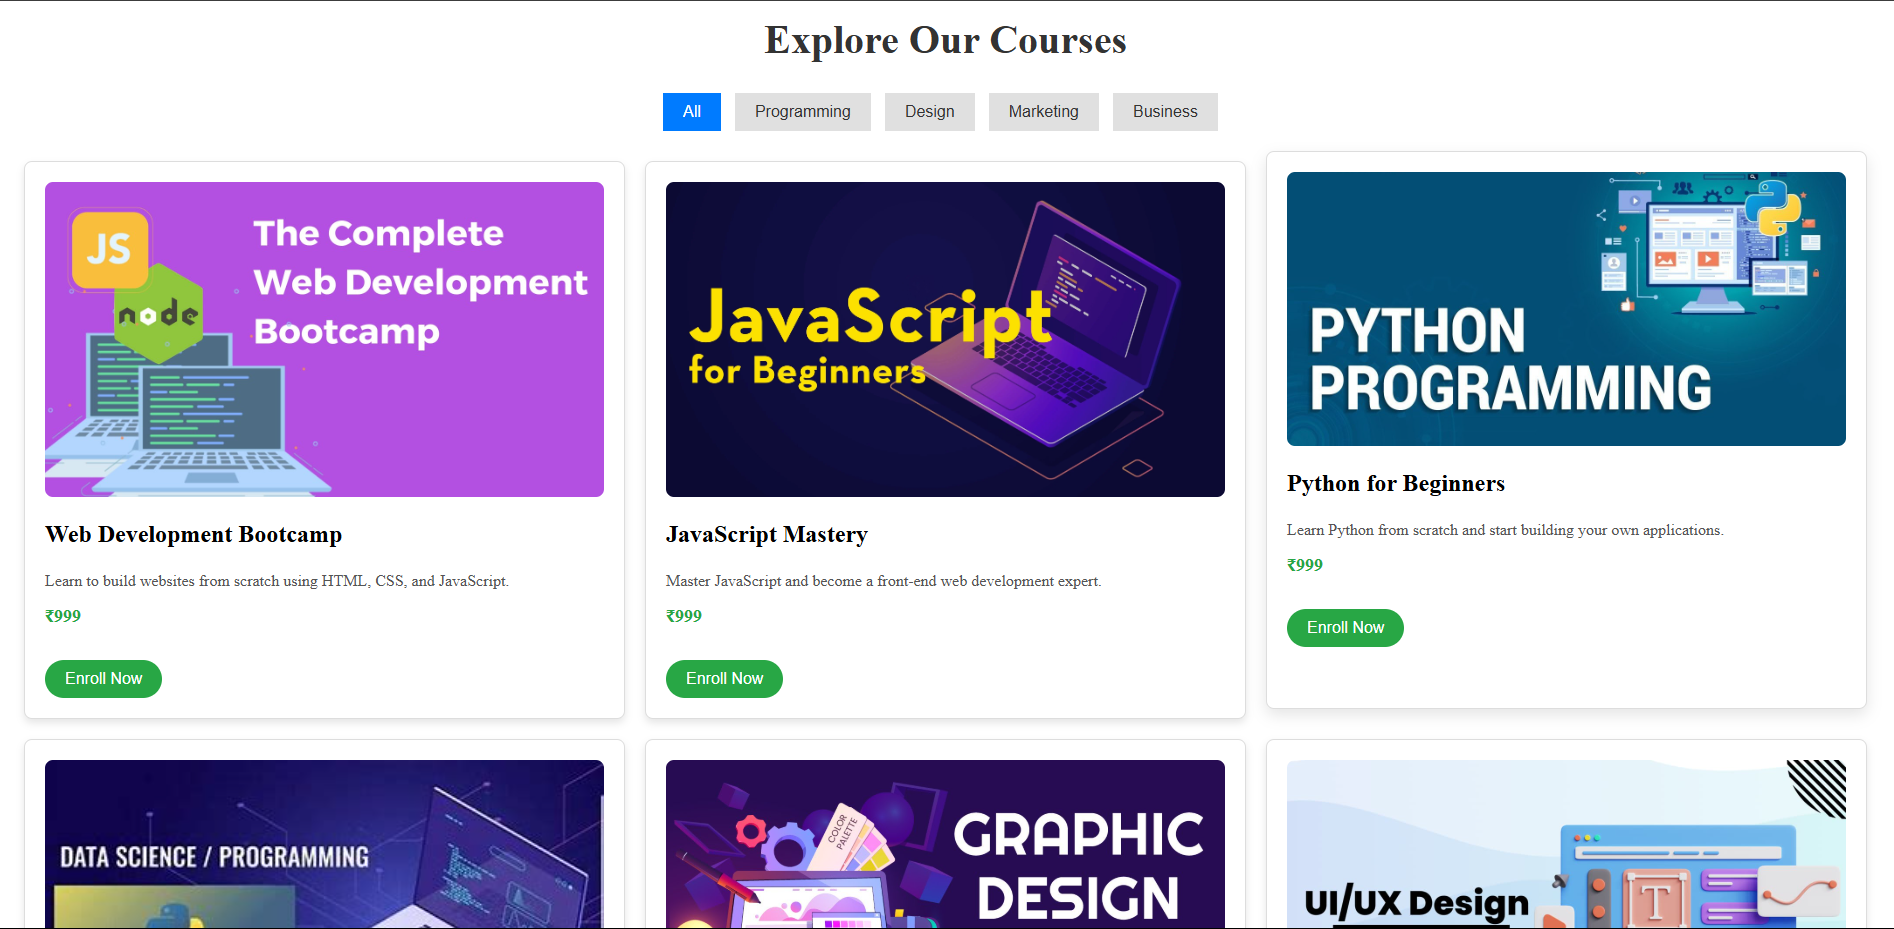 Explore Our Courses
All
Programming
Design
Marketing
Business
JS
node
The Complete
Web Development
Bootcamp
Web Development Bootcamp
Learn to build websites from scratch using HTML, CSS, and JavaScript.
₹999
Enroll Now
JavaScript
for Beginners
JavaScript Mastery
Master JavaScript and become a front-end web development expert.
₹999
Enroll Now
PYTHON
PROGRAMMING
Python for Beginners
Learn Python from scratch and start building your own applications.
₹999
Enroll Now
DATA SCIENCE / PROGRAMMING
COLOR
PALETTE
GRAPHIC
DESIGN
UI/UX Design
T